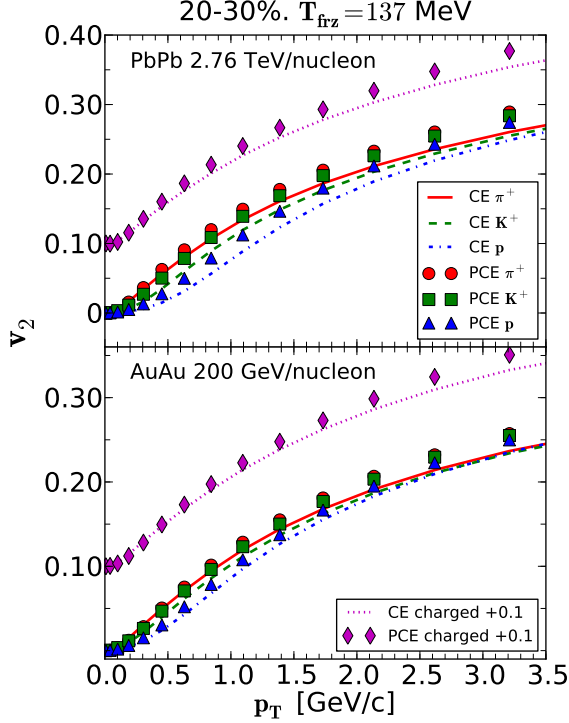 20-30%. T_frz=137 MeV
0.40
PbPb 2.76 TeV/nucleon
0.30
0.20
CE π⁺
CE K⁺
CE p
PCE π⁺
PCE K⁺
PCE p
0.10
0
v₂
AuAu 200 GeV/nucleon
0.30
0.20
0.10
CE charged +0.1
PCE charged +0.1
0.0 0.5 1.0 1.5 2.0 2.5 3.0 3.5
p_T [GeV/c]